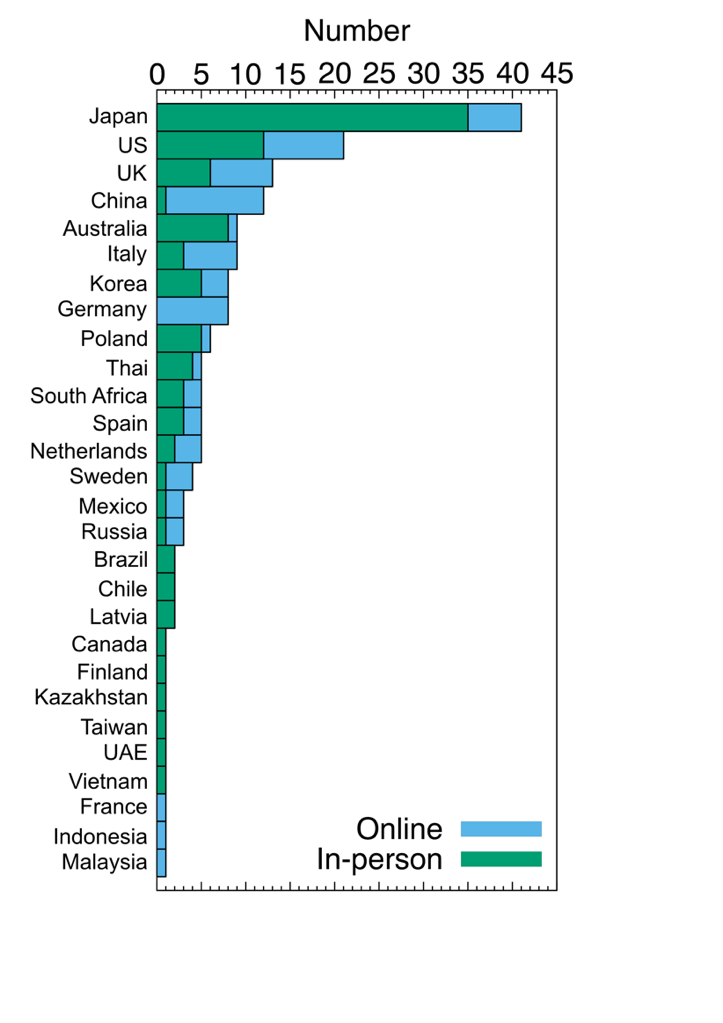 Number
0 5 10 15 20 25 30 35 40 45
Japan
US
UK
China
Australia
Italy
Korea
Germany
Poland
Thai
South Africa
Spain
Netherlands
Sweden
Mexico
Russia
Brazil
Chile
Latvia
Canada
Finland
Kazakhstan
Taiwan
UAE
Vietnam
France
Indonesia
Malaysia
Online
In-person